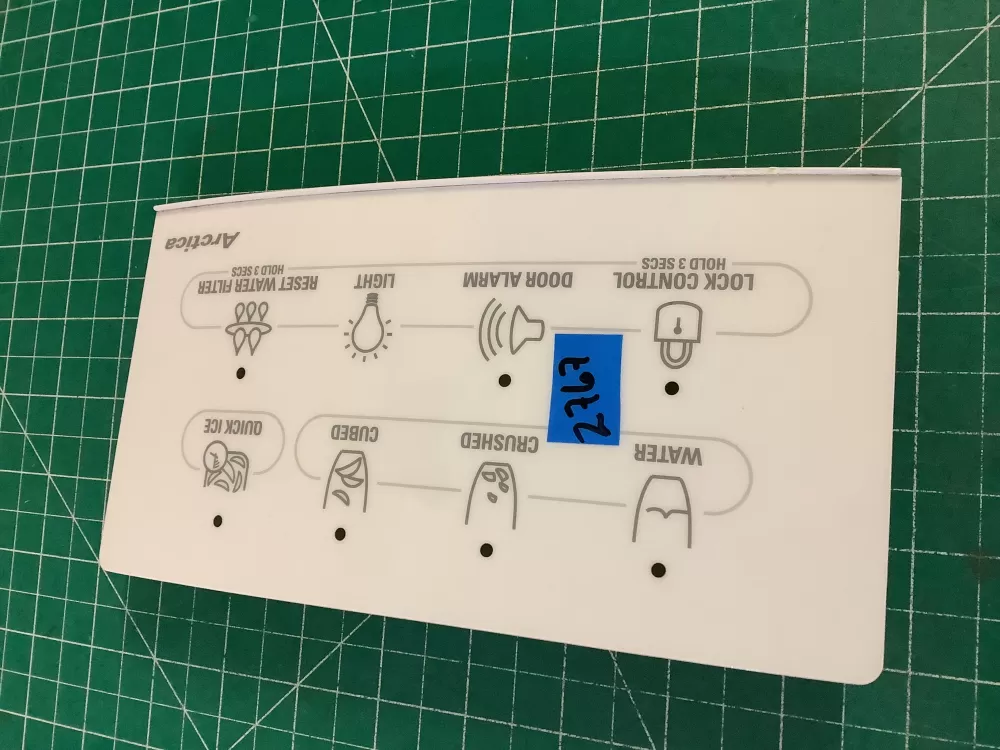 WATER
CRUSHED
CUBED
QUICK ICE
LOCK CONTROL
HOLD 3 SECS
DOOR ALARM
LIGHT
RESET WATER FILTER
HOLD 3 SECS
Arctica
2767